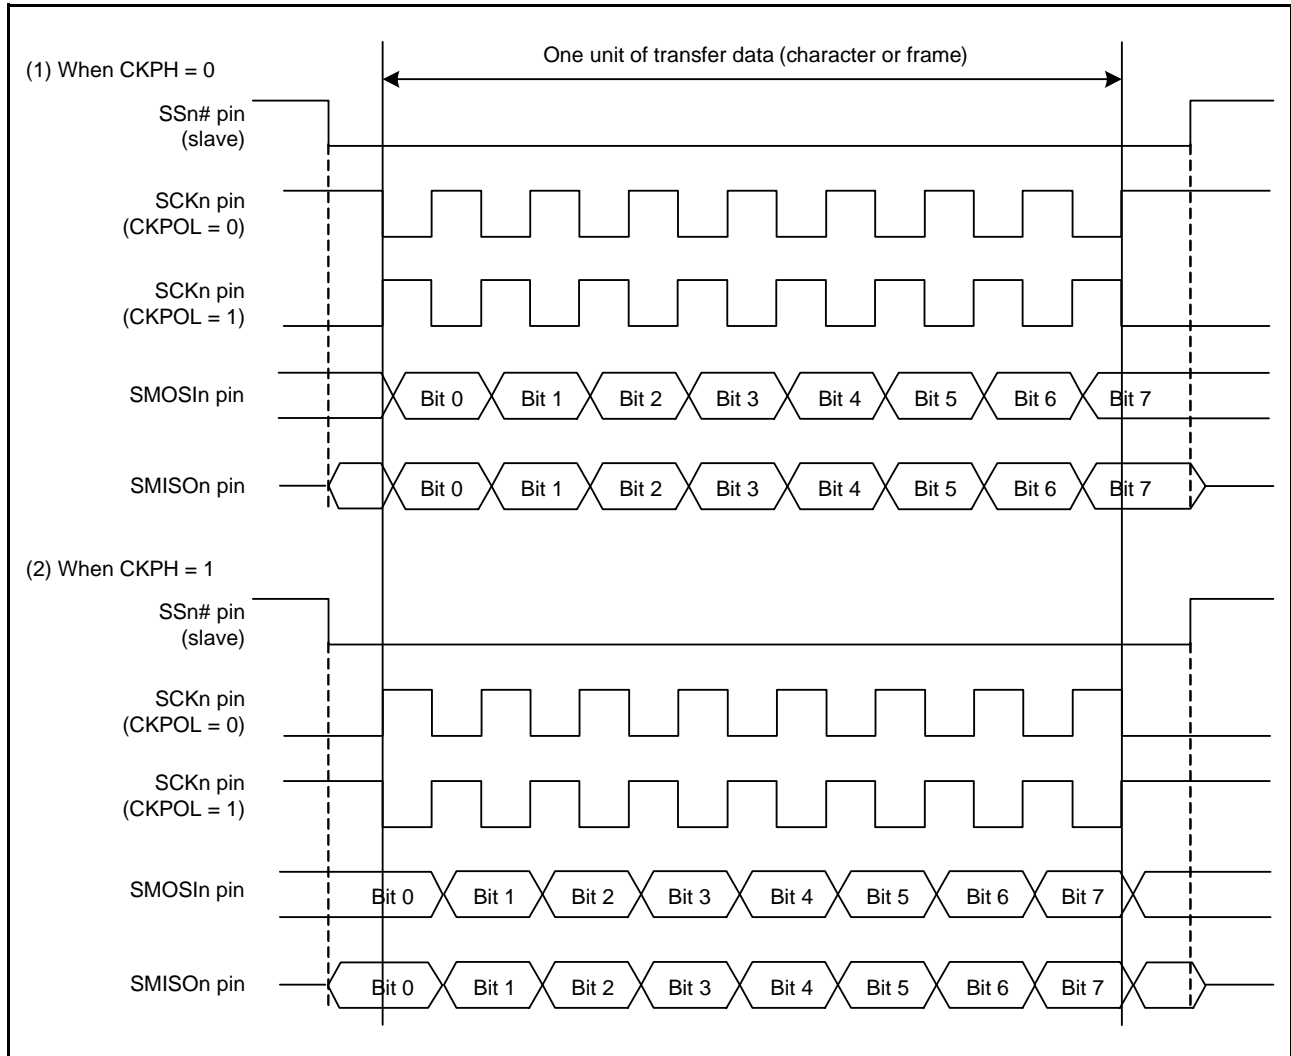 One unit of transfer data (character or frame)
(1) When CKPH = 0
SSn# pin
(slave)
SCKn pin
(CKPOL = 0)
SCKn pin
(CKPOL = 1)
SMOSIn pin
Bit 0 Bit 1 Bit 2 Bit 3 Bit 4 Bit 5 Bit 6 Bit 7
SMISOn pin
Bit 0 Bit 1 Bit 2 Bit 3 Bit 4 Bit 5 Bit 6 Bit 7
(2) When CKPH = 1
SSn# pin
(slave)
SCKn pin
(CKPOL = 0)
SCKn pin
(CKPOL = 1)
SMOSIn pin
Bit 0 Bit 1 Bit 2 Bit 3 Bit 4 Bit 5 Bit 6 Bit 7
SMISOn pin
Bit 0 Bit 1 Bit 2 Bit 3 Bit 4 Bit 5 Bit 6 Bit 7